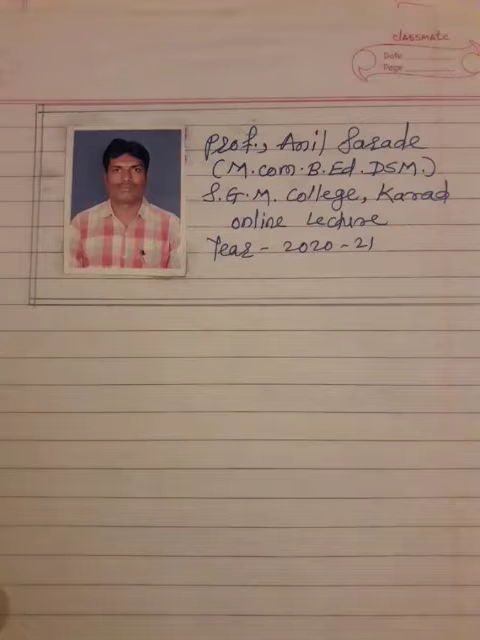 classmate
Date
Page
Prof., Anil Sarade
(M.com.B.Ed.DSM.)
S.G.M. College, Karad
online Lecture
Year - 2020-21